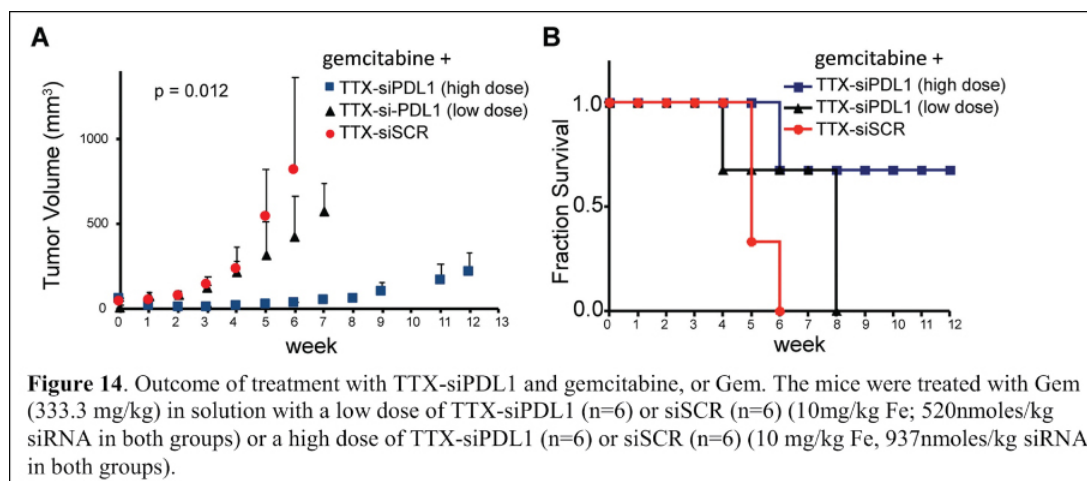 A
gemcitabine +
TTX-siPDL1 (high dose)
TTX-si-PDL1 (low dose)
TTX-siSCR
p = 0.012
Tumor Volume (mm³)
1000
500
0
0 1 2 3 4 5 6 7 8 9 10 11 12 13
week
B
gemcitabine +
TTX-siPDL1 (high dose)
TTX-siPDL1 (low dose)
TTX-siSCR
Fraction Survival
1.0
0.5
0.0
0 1 2 3 4 5 6 7 8 9 10 11 12
week
Figure 14. Outcome of treatment with TTX-siPDL1 and gemcitabine, or Gem. The mice were treated with Gem
(333.3 mg/kg) in solution with a low dose of TTX-siPDL1 (n=6) or siSCR (n=6) (10mg/kg Fe; 520nmoles/kg
siRNA in both groups) or a high dose of TTX-siPDL1 (n=6) or siSCR (n=6) (10 mg/kg Fe, 937nmoles/kg siRNA
in both groups).